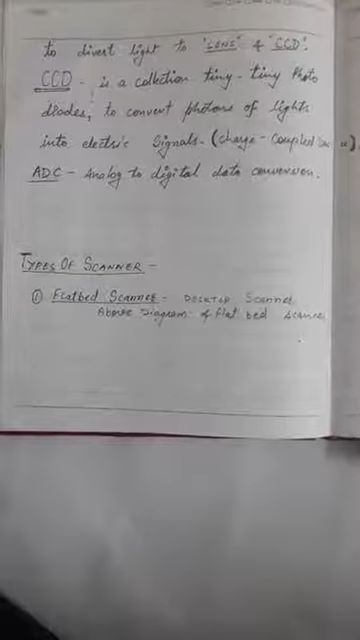 to divert light to "LENS" & "CCD".
CCD - is a collection tiny-tiny Photo
diodes, to convert photons of lights
into electric Signals. (charge-coupled
ADC - Analog to digital data conversion.
TYPES OF SCANNER -
① Flatbed Scanner - DESKTOP Scanner
Above Diagram of flat bed scanner